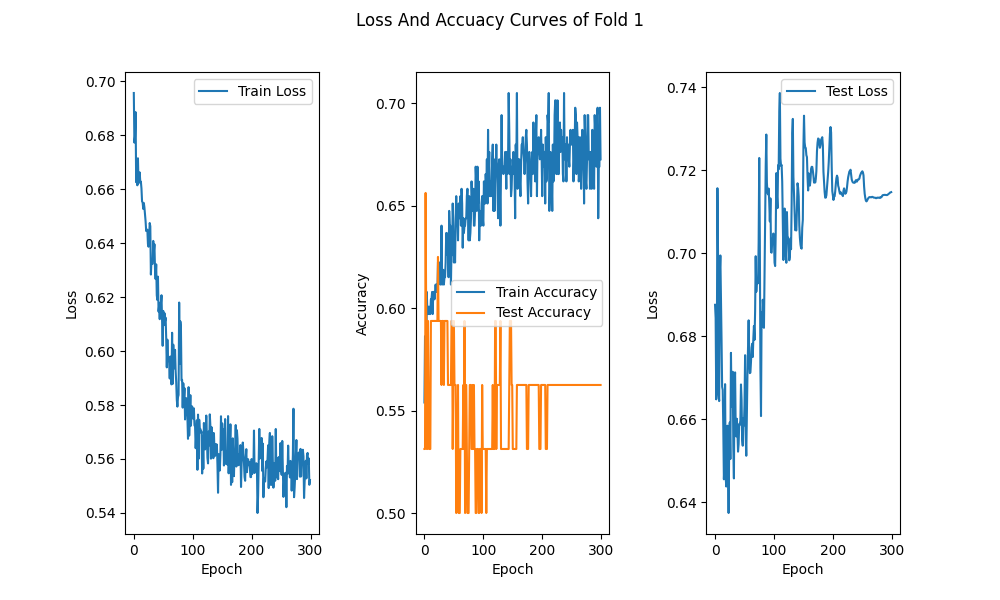 Loss And Accuacy Curves of Fold 1
Train Loss
0.70
0.68
0.66
0.64
0.62
0.60
0.58
0.56
0.54
Loss
0
100
200
300
Epoch
Train Accuracy
Test Accuracy
0.70
0.65
0.60
0.55
0.50
Accuracy
0
100
200
300
Epoch
Test Loss
0.74
0.72
0.70
0.68
0.66
0.64
Loss
0
100
200
300
Epoch